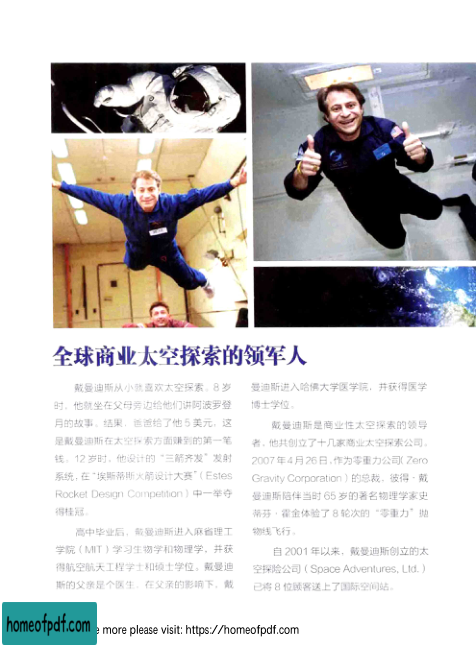 全球商业太空探索的领军人
戴曼迪斯从小就喜欢太空探索。8 岁
时，他就坐在父母旁边给他们讲阿波罗登
月的故事。结果，爸爸给了他5美元，这
是戴曼迪斯在太空探索方面赚到的第一笔
钱。12 岁时，他设计的“三箭齐发”发射
系统，在“埃斯蒂斯火箭设计大赛”（Estes
Rocket Design Competition）中一举夺
得桂冠。
高中毕业后，戴曼迪斯进入麻省理工
学院（MIT）学习生物学和物理学，并获
得航空航天工程学士和硕士学位。戴曼迪
斯的父亲是个医生，在父亲的影响下，戴
曼迪斯进入哈佛大学医学院，并获得医学
博士学位。
戴曼迪斯是商业性太空探索的领导
者，他共创立了十几家商业太空探索公司。
2007年4月26日，作为零重力公司（Zero
Gravity Corporation）的总裁，彼得·戴
曼迪斯陪伴当时 65 岁的著名物理学家史
蒂芬·霍金体验了 8 轮次的“零重力”抛
物线飞行。
自 2001 年以来，戴曼迪斯创立的太
空探险公司（Space Adventures, Ltd.）
已将 8 位顾客送上了国际空间站。
homeofpdf.com
e more please visit: https://homeofpdf.com